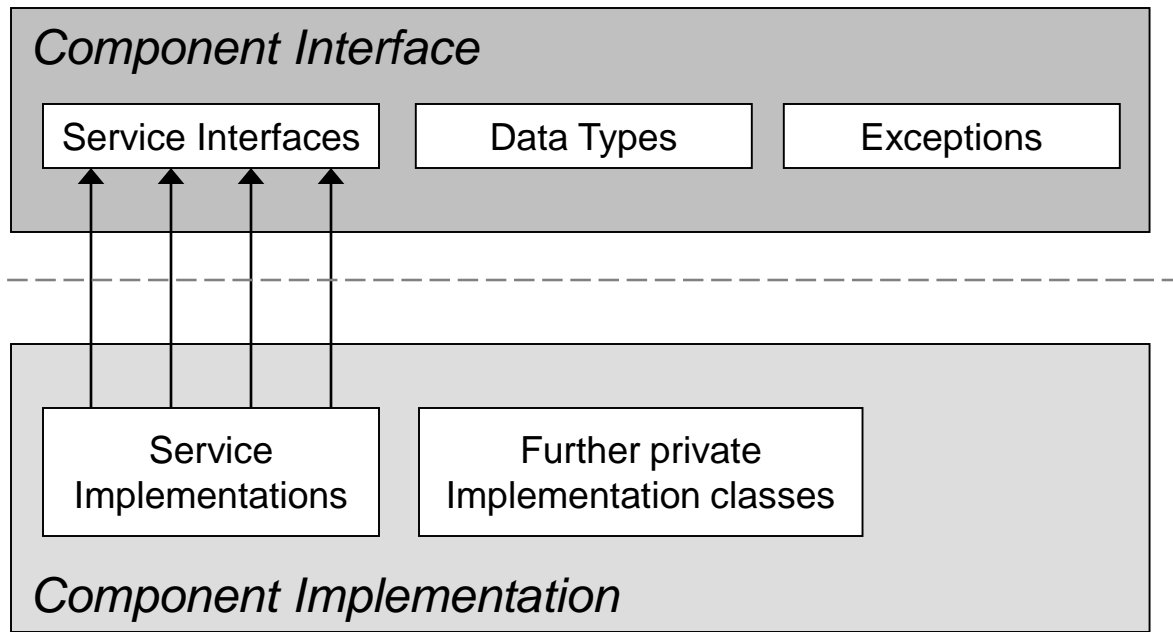 Component Interface
Service Interfaces
Data Types
Exceptions
Service
Implementations
Further private
Implementation classes
Component Implementation